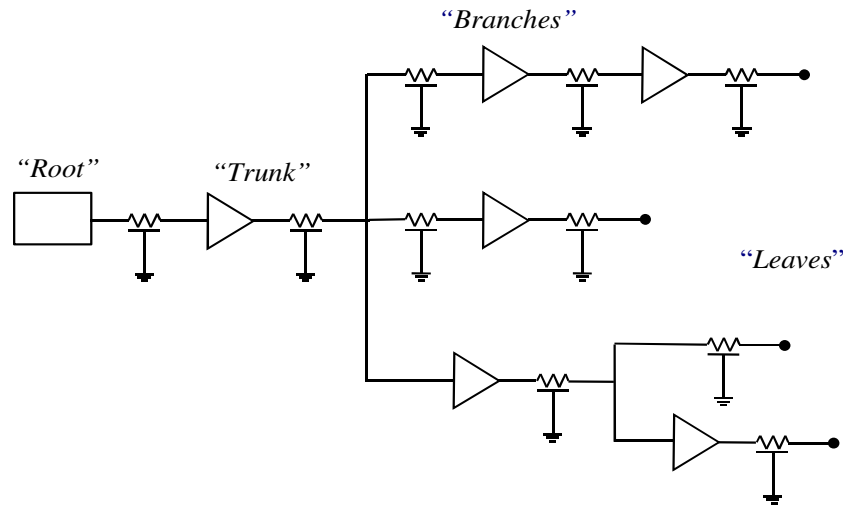 “Branches”
“Root”
“Trunk”
“Leaves”